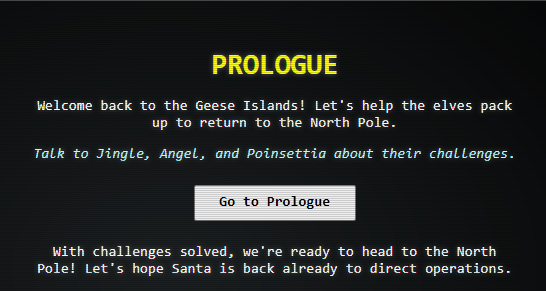 PROLOGUE
Welcome back to the Geese Islands! Let's help the elves pack
up to return to the North Pole.
Talk to Jingle, Angel, and Poinsettia about their challenges.
Go to Prologue
With challenges solved, we're ready to head to the North
Pole! Let's hope Santa is back already to direct operations.